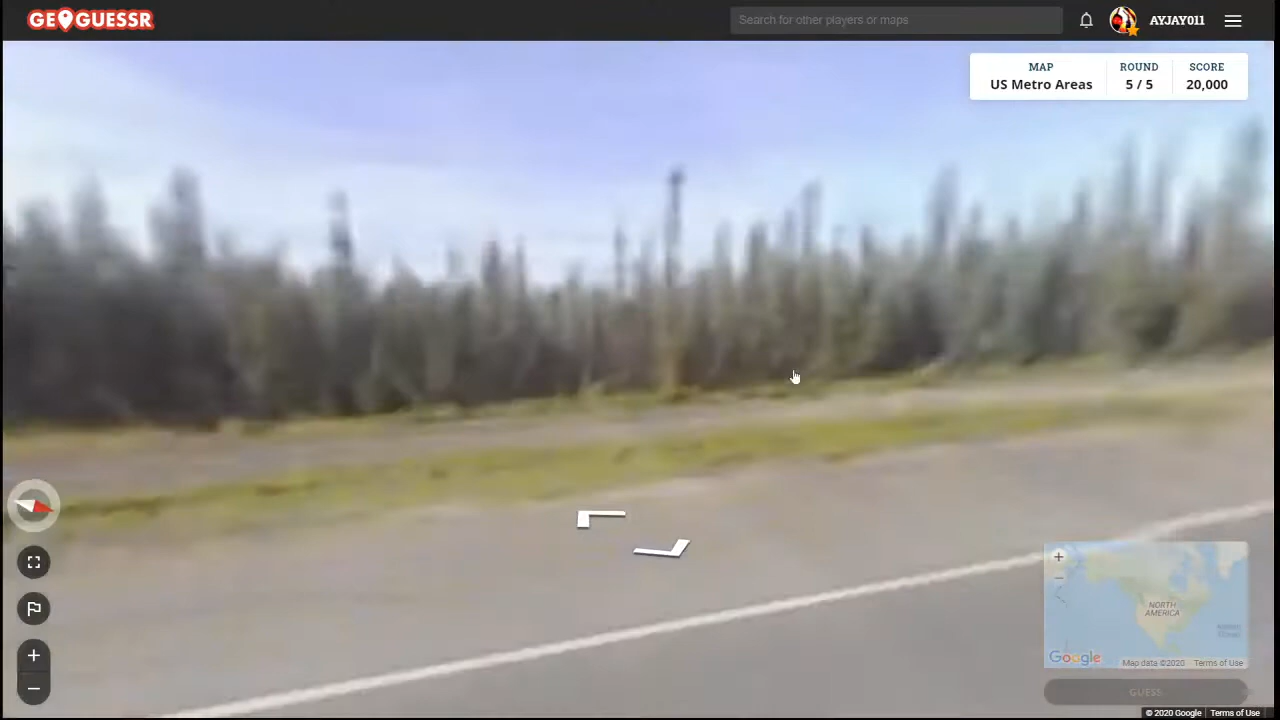 GEOGUESSR
Search for other players or maps
AYJAY011
MAP
US Metro Areas
ROUND
5 / 5
SCORE
20,000
NORTH
AMERICA
Google
Map data ©2020
Terms of Use
GUESS
© 2020 Google
Terms of Use